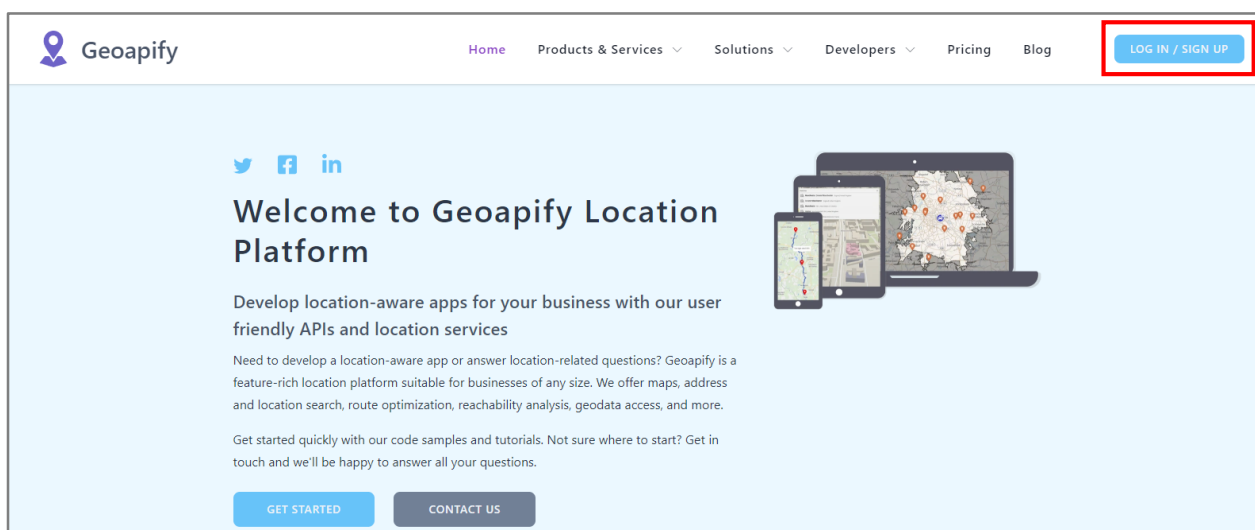 Geoapify
Home Products & Services Solutions Developers Pricing Blog LOG IN / SIGN UP
Welcome to Geoapify Location
Platform
Develop location-aware apps for your business with our user
friendly APIs and location services
Need to develop a location-aware app or answer location-related questions? Geoapify is a
feature-rich location platform suitable for businesses of any size. We offer maps, address
and location search, route optimization, reachability analysis, geodata access, and more.
Get started quickly with our code samples and tutorials. Not sure where to start? Get in
touch and we'll be happy to answer all your questions.
GET STARTED CONTACT US